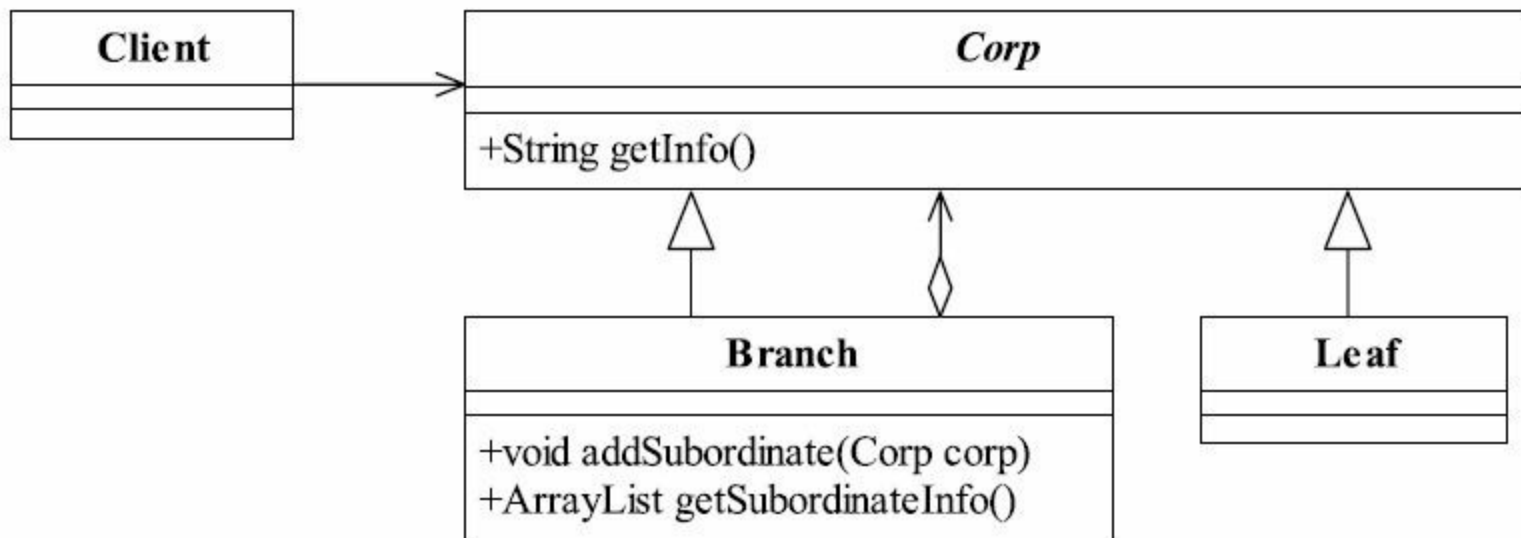 Client
Corp
+String getInfo()
Branch
+void addSubordinate(Corp corp)
+ArrayList getSubordinateInfo()
Leaf